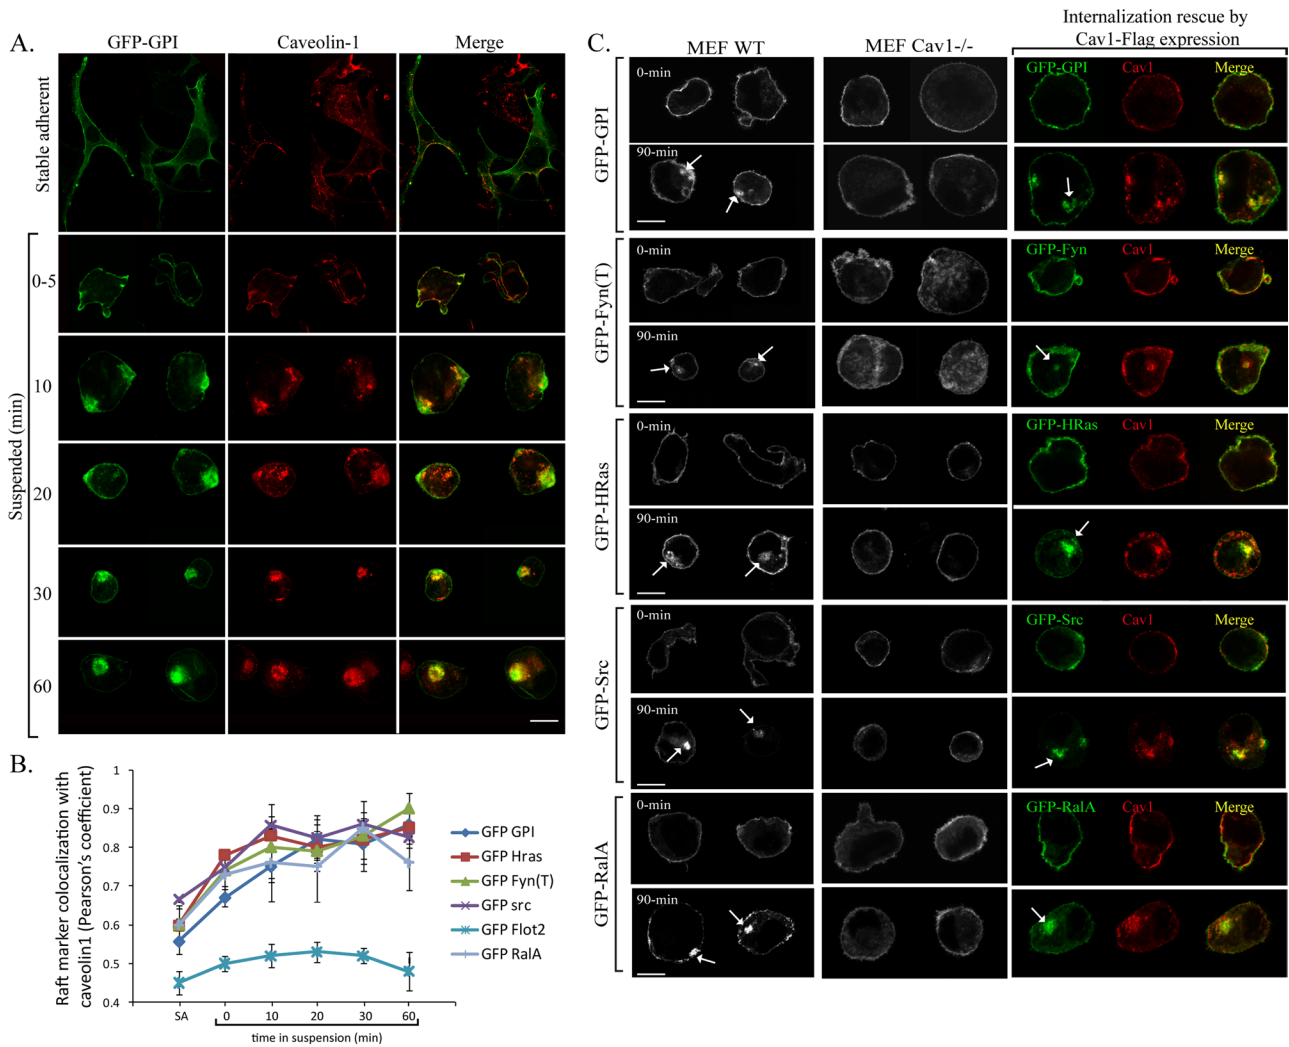 A.
GFP-GPI
Caveolin-1
Merge
Stable adherent
Suspended (min)
0-5
10
20
30
60
B.
Raft marker colocalization with
caveolin1 (Pearson's coefficient)
1
0.9
0.8
0.7
0.6
0.5
0.4
SA
0
10
20
30
60
time in suspension (min)
GFP GPI
GFP Hras
GFP Fyn(T)
GFP src
GFP Flot2
GFP RalA
C.
MEF WT
MEF Cav1-/-
Internalization rescue by
Cav1-Flag expression
GFP-GPI
0-min
GFP-GPI
Cav1
Merge
90-min
GFP-Fyn(T)
0-min
GFP-Fyn
Cav1
Merge
90-min
GFP-HRas
0-min
GFP-HRas
Cav1
Merge
90-min
GFP-Src
0-min
GFP-Src
Cav1
Merge
90-min
GFP-RalA
0-min
GFP-RalA
Cav1
Merge
90-min